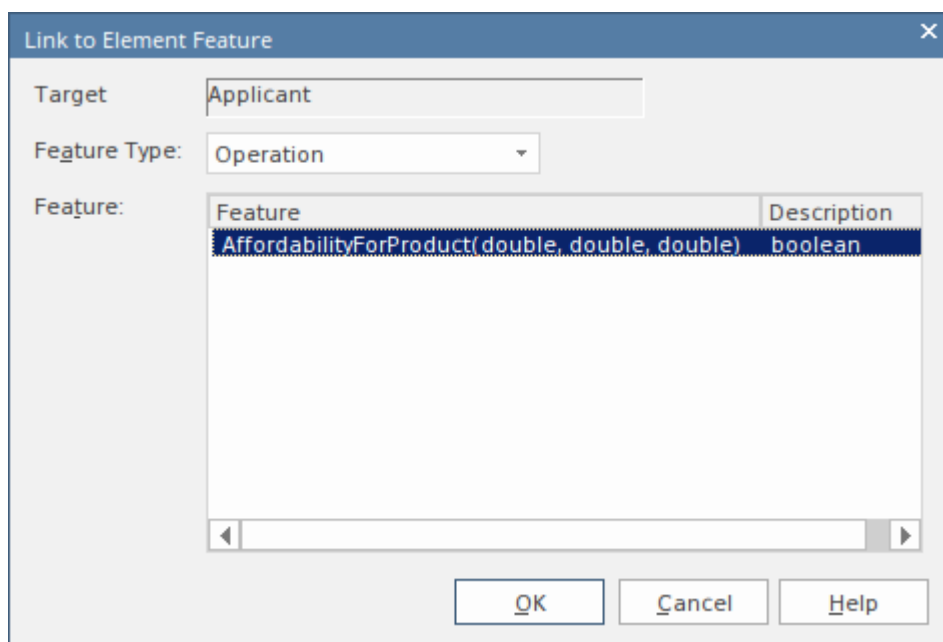 Link to Element Feature
Target Applicant
Feature Type: Operation
Feature: Feature Description
AffordabilityForProduct(double, double, double) boolean
OK Cancel Help